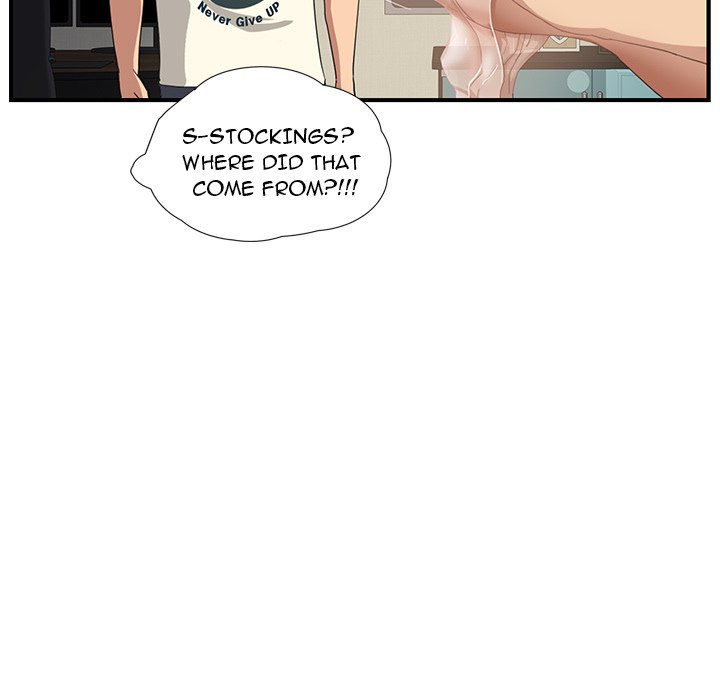 Never Give UP
S-STOCKINGS?
WHERE DID THAT
COME FROM?!!!